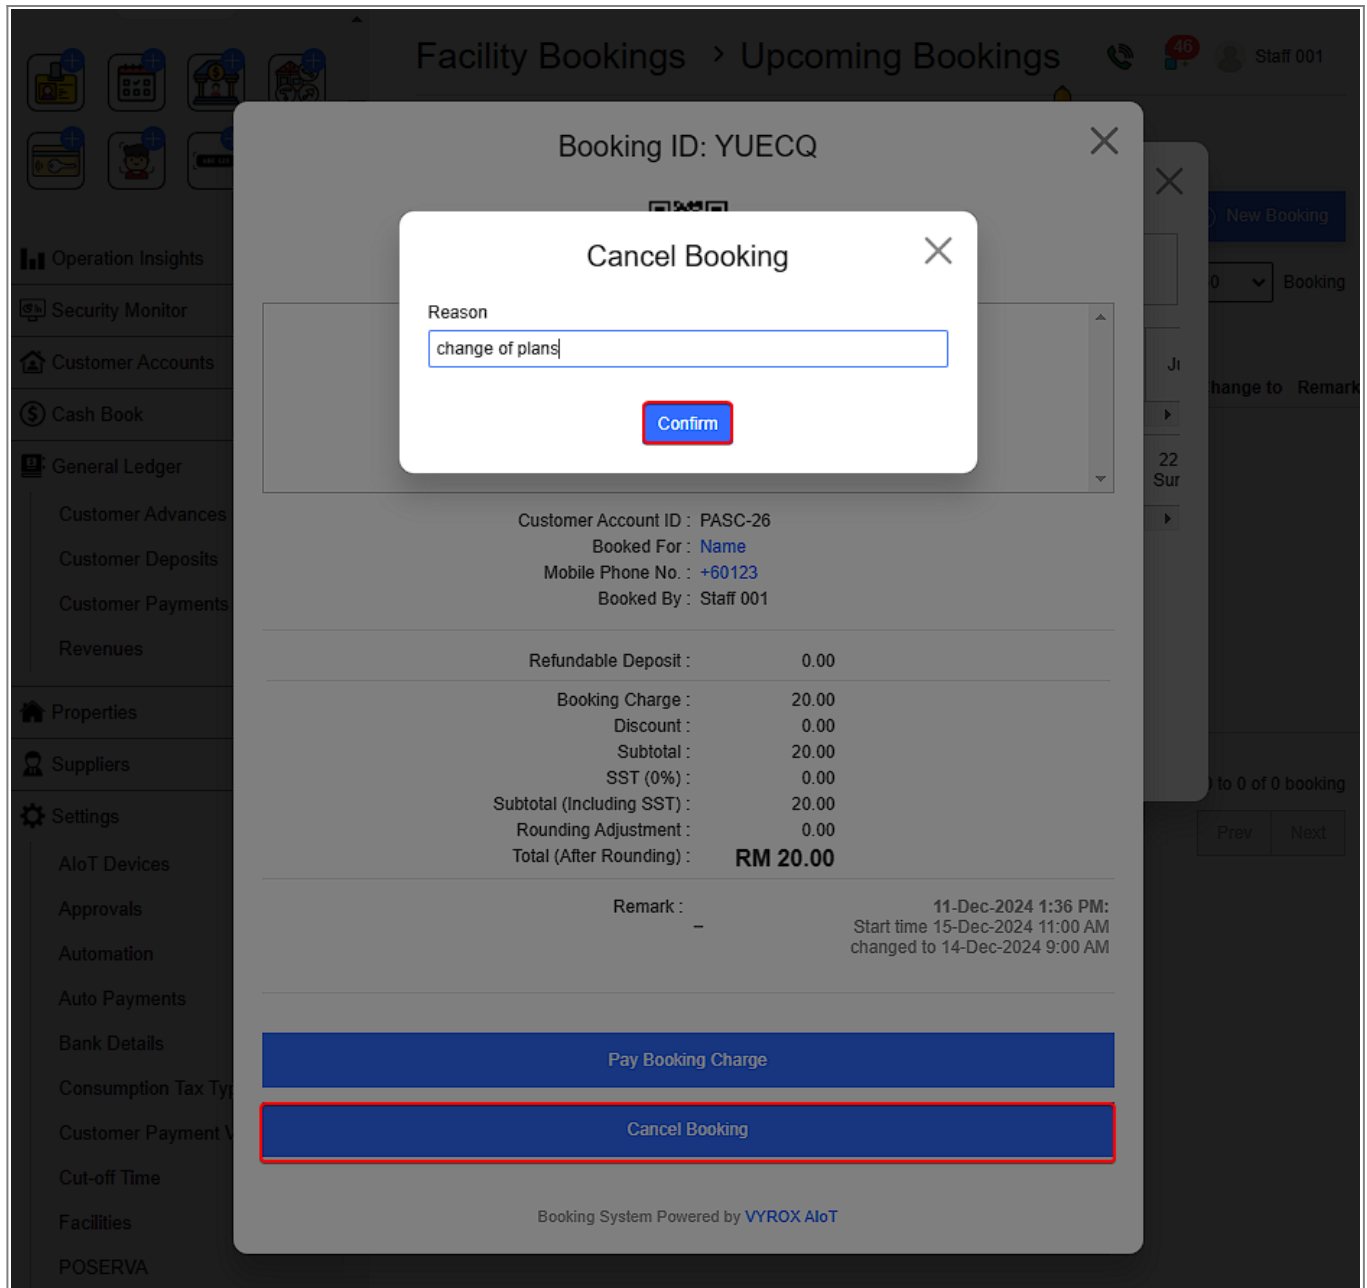 Facility Bookings > Upcoming Bookings
46
Staff 001
Booking ID: YUECQ
New Booking
Booking
Cancel Booking
Reason
change of plans
Confirm
Operation Insights
Security Monitor
Customer Accounts
Cash Book
General Ledger
Customer Advances
Customer Deposits
Customer Payments
Revenues
Properties
Suppliers
Settings
AIoT Devices
Approvals
Automation
Auto Payments
Bank Details
Consumption Tax Typ
Customer Payment V
Cut-off Time
Facilities
POSERVA
hange to Remark
22
Customer Account ID : PASC-26
Booked For : Name
Mobile Phone No. : +60123
Booked By : Staff 001
Refundable Deposit : 0.00
Booking Charge : 20.00
Discount : 0.00
Subtotal : 20.00
SST (0%) : 0.00
Subtotal (Including SST) : 20.00
Rounding Adjustment : 0.00
Total (After Rounding) : RM 20.00
Remark :
–
11-Dec-2024 1:36 PM:
Start time 15-Dec-2024 11:00 AM
changed to 14-Dec-2024 9:00 AM
to 0 of 0 booking
Prev Next
Pay Booking Charge
Cancel Booking
Booking System Powered by VYROX AIoT